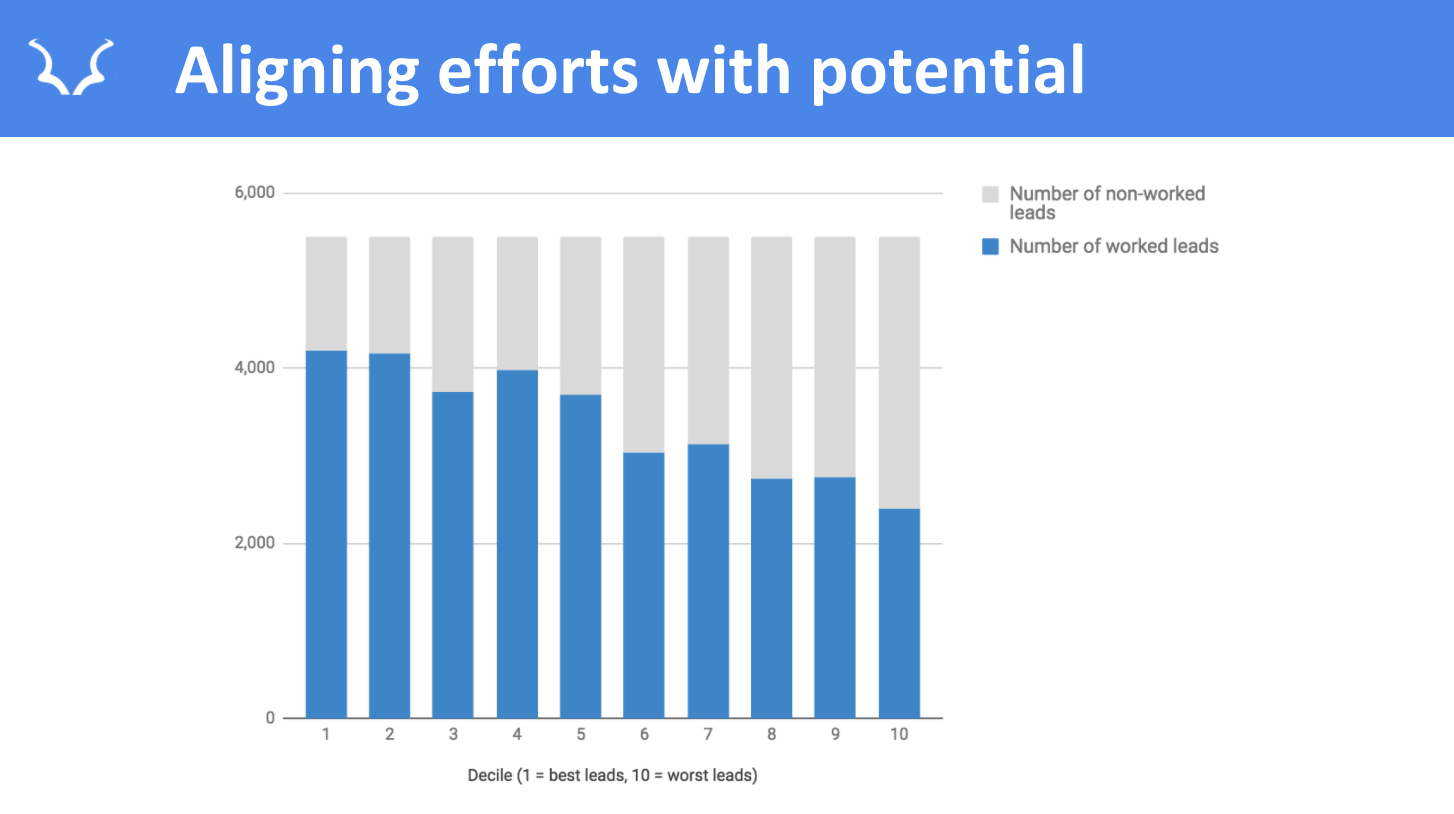 Aligning efforts with potential
6,000
4,000
2,000
0
1 2 3 4 5 6 7 8 9 10
Decile (1 = best leads, 10 = worst leads)
Number of non-worked
leads
Number of worked leads